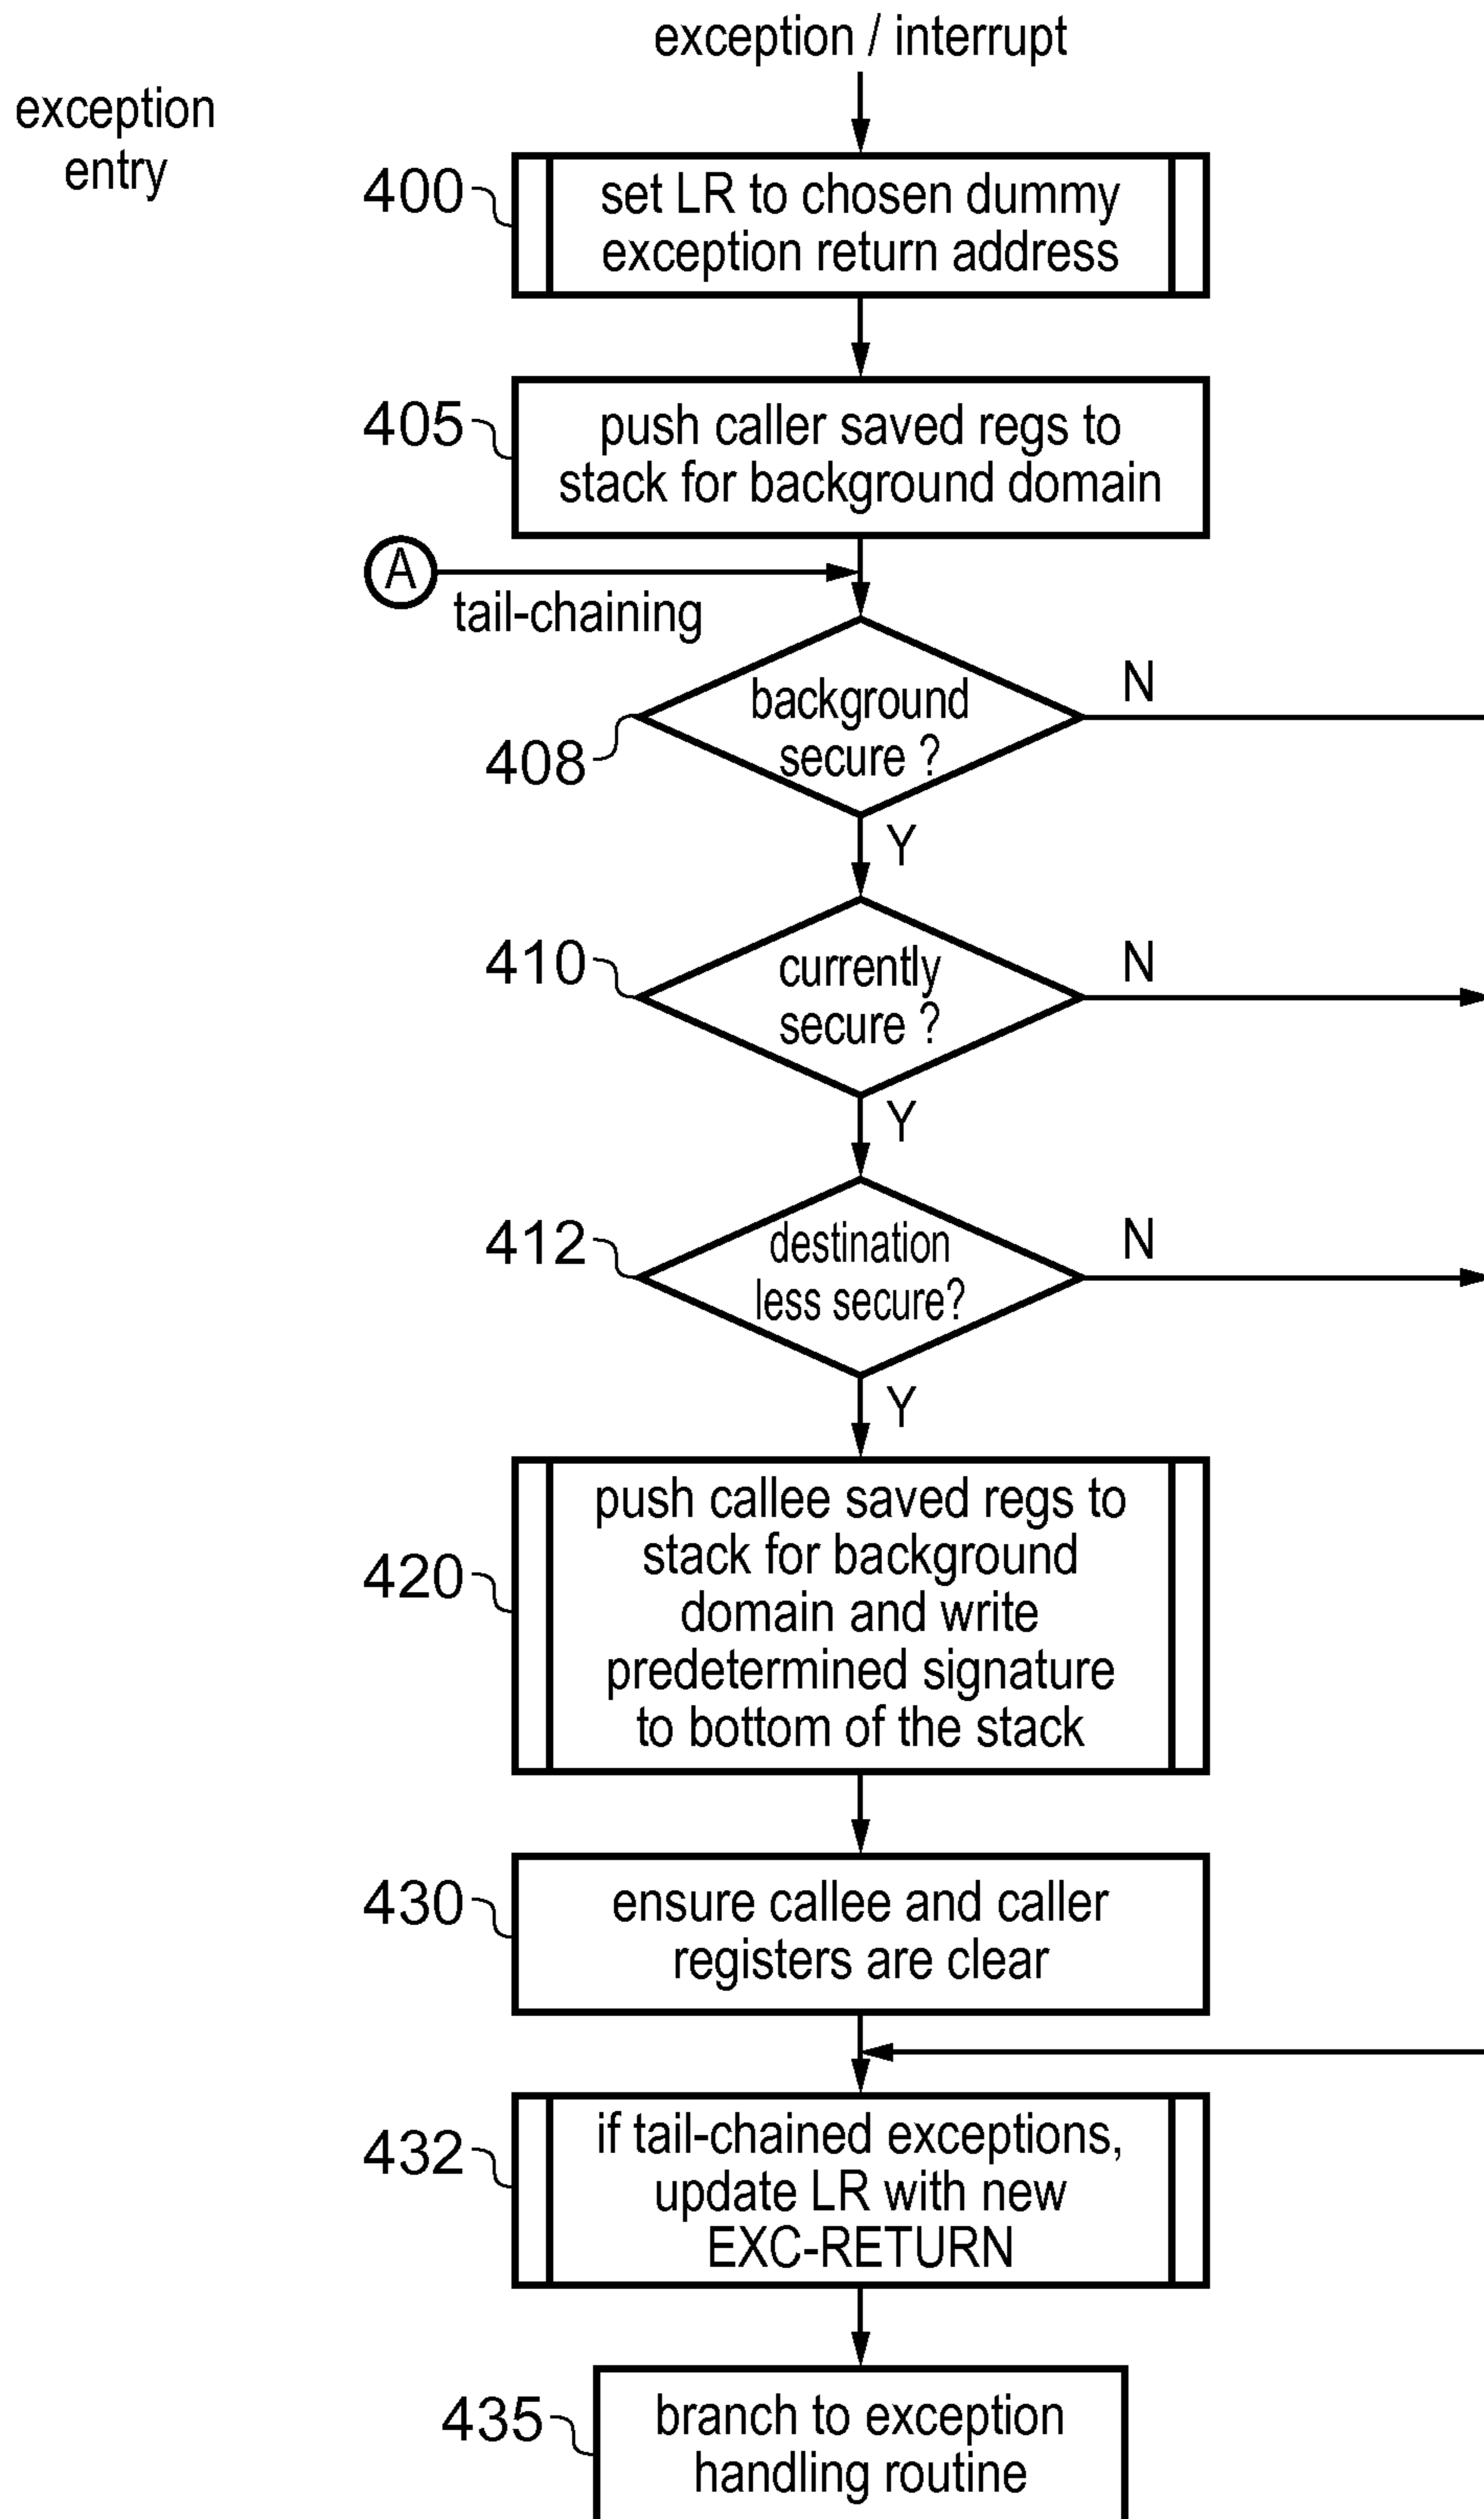 exception / interrupt
exception
entry
400
set LR to chosen dummy
exception return address
405
push caller saved regs to
stack for background domain
A
tail-chaining
background
secure ?
N
408
Y
410
currently
secure ?
N
Y
412
destination
less secure?
N
Y
420
push callee saved regs to
stack for background
domain and write
predetermined signature
to bottom of the stack
430
ensure callee and caller
registers are clear
432
if tail-chained exceptions,
update LR with new
EXC-RETURN
435
branch to exception
handling routine